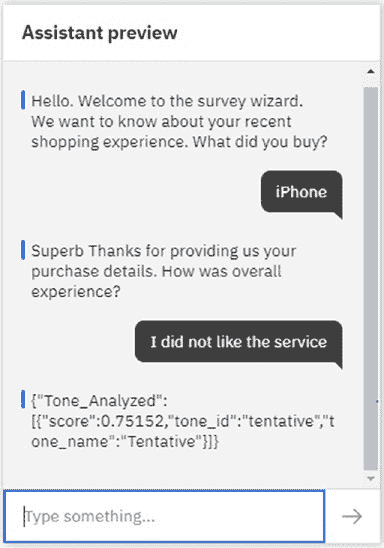 Assistant preview
Hello. Welcome to the survey wizard.
We want to know about your recent
shopping experience. What did you buy?
iPhone
Superb Thanks for providing us your
purchase details. How was overall
experience?
I did not like the service
{"Tone_Analyzed":
[{"score":0.75152,"tone_id":"tentative","t
one_name":"Tentative"}]}
Type something...